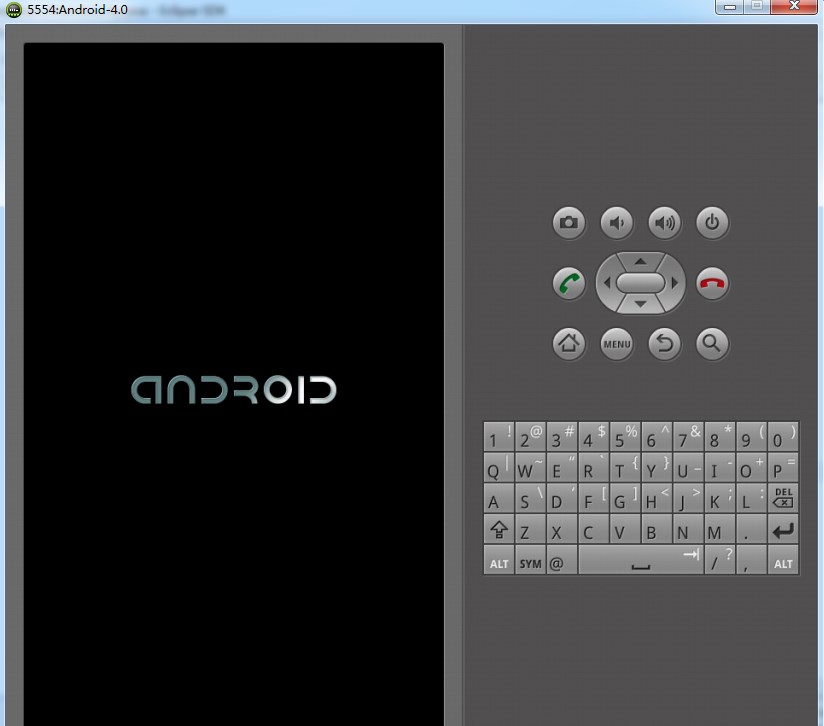 5554:Android-4.0
ANDROID
MENU
1 ! 2 @ 3 # 4 $ 5 % 6 ^ 7 & 8 * 9 ( 0 )
Q | W ~ E “ R ` T { Y } U _ I - O + P =
A S \ D ' F [ G ] H < J > K ; L : DEL
Z X C V B N M .
ALT SYM @ / ? , ALT